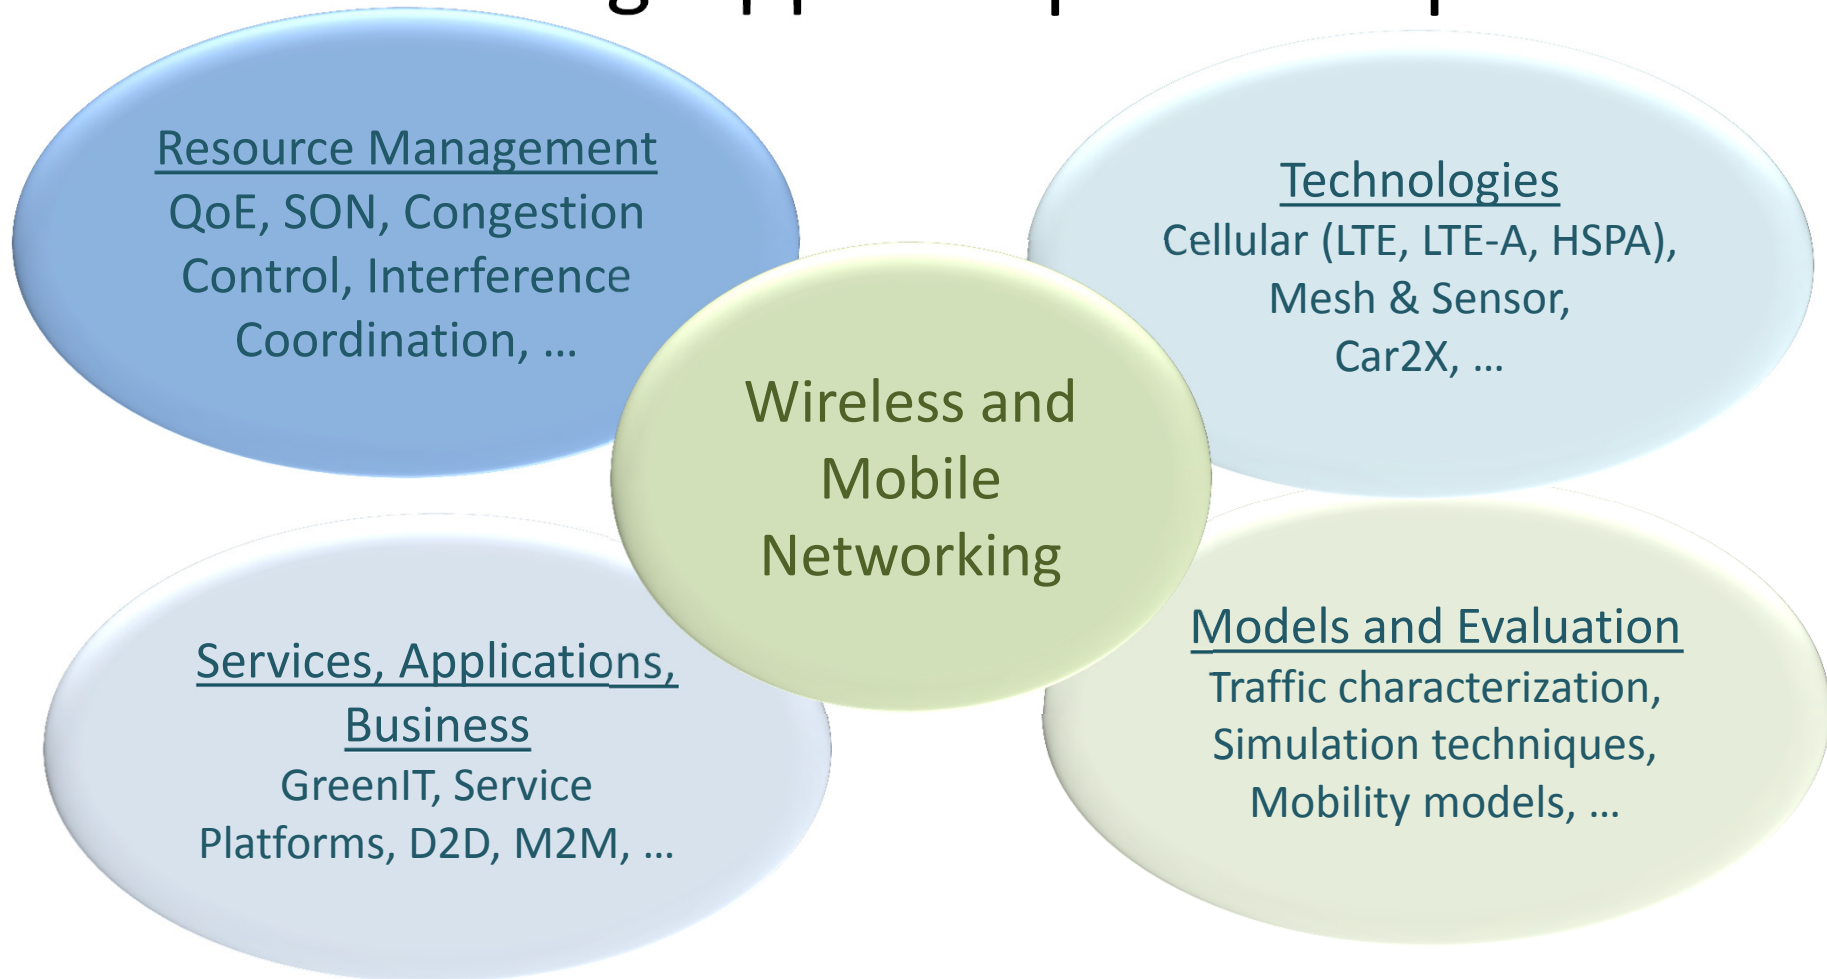 Resource Management
QoE, SON, Congestion
Control, Interference
Coordination, ...
Technologies
Cellular (LTE, LTE-A, HSPA),
Mesh & Sensor,
Car2X, ...
Wireless and
Mobile
Networking
Services, Applications,
Business
GreenIT, Service
Platforms, D2D, M2M, ...
Models and Evaluation
Traffic characterization,
Simulation techniques,
Mobility models, ...